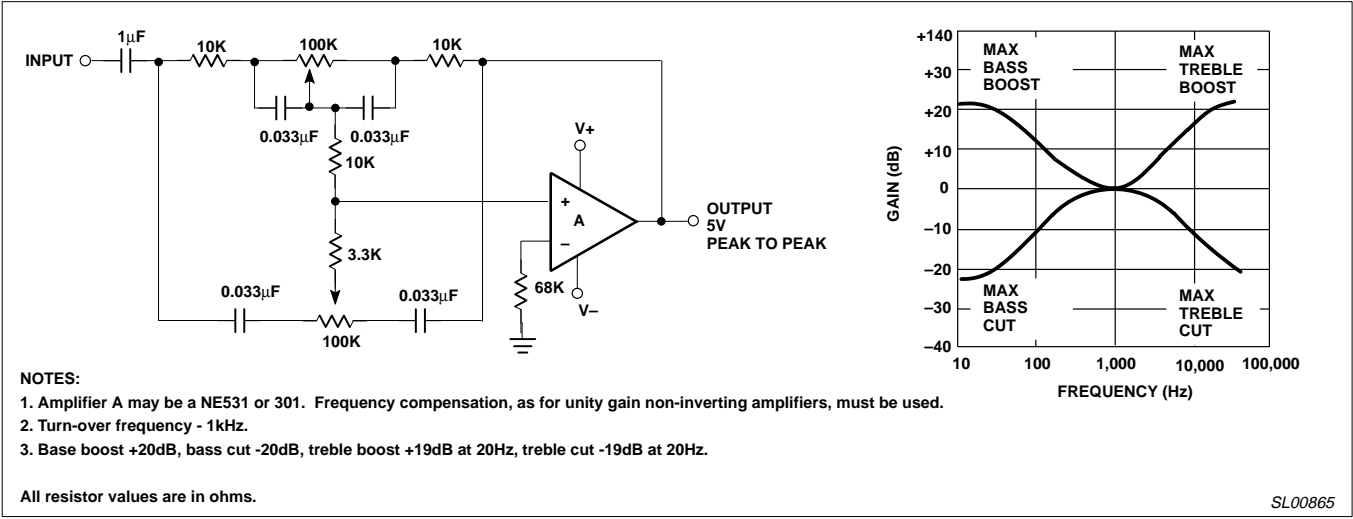 1μF
10K
100K
10K
INPUT
0.033μF
0.033μF
10K
V+
+
A
–
OUTPUT
5V
PEAK TO PEAK
3.3K
68K
V–
0.033μF
0.033μF
100K
+140
+30
+20
+10
0
–10
–20
–30
–40
GAIN (dB)
MAX
BASS
BOOST
MAX
TREBLE
BOOST
MAX
BASS
CUT
MAX
TREBLE
CUT
10
100
1,000
10,000
100,000
FREQUENCY (Hz)
NOTES:
1. Amplifier A may be a NE531 or 301. Frequency compensation, as for unity gain non-inverting amplifiers, must be used.
2. Turn-over frequency - 1kHz.
3. Base boost +20dB, bass cut -20dB, treble boost +19dB at 20Hz, treble cut -19dB at 20Hz.
All resistor values are in ohms.
SL00865